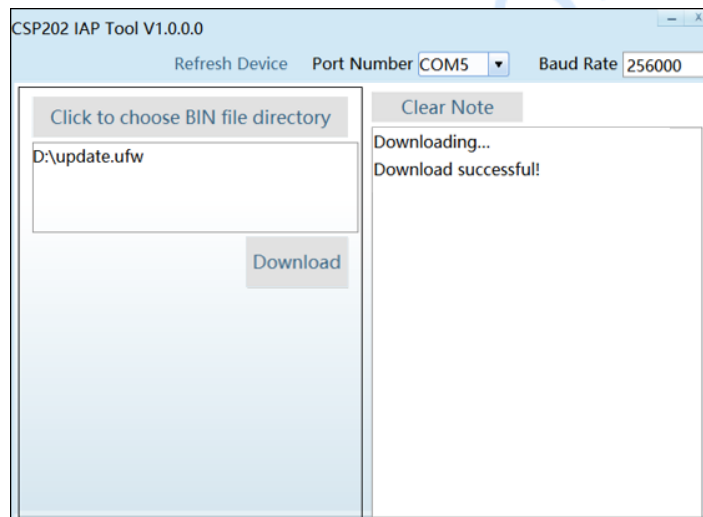 CSP202 IAP Tool V1.0.0.0
Refresh Device Port Number COM5 Baud Rate 256000
Click to choose BIN file directory
D:\update.ufw
Download
Clear Note
Downloading...
Download successful!